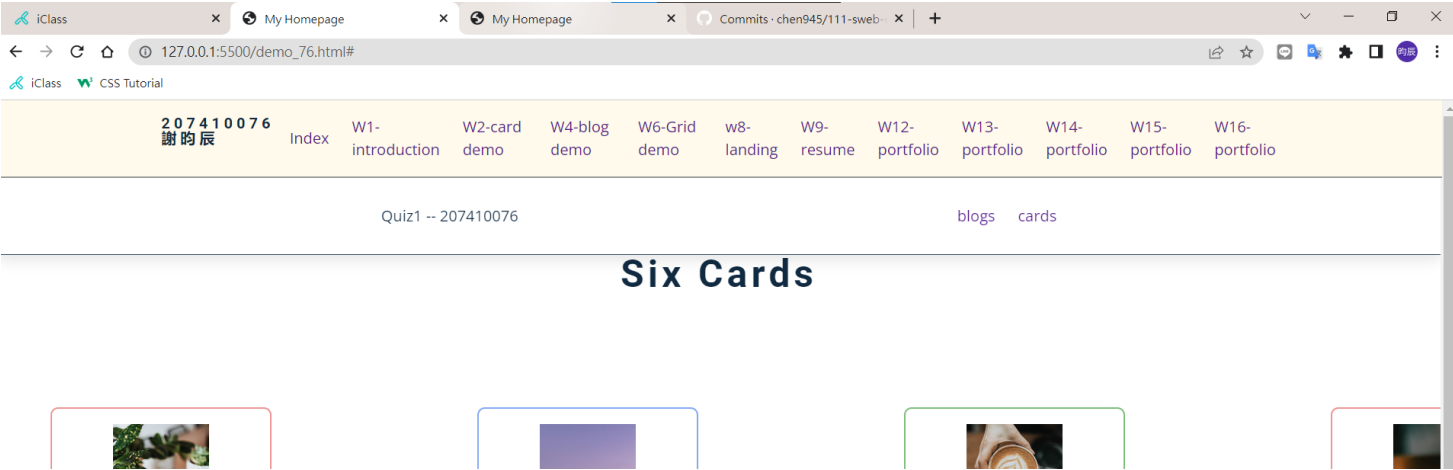 iClass
My Homepage
My Homepage
Commits · chen945/111-sweb-
127.0.0.1:5500/demo_76.html#
昀辰
iClass
CSS Tutorial
207410076
謝昀辰
Index
W1-
introduction
W2-card
demo
W4-blog
demo
W6-Grid
demo
w8-
landing
W9-
resume
W12-
portfolio
W13-
portfolio
W14-
portfolio
W15-
portfolio
W16-
portfolio
Quiz1 -- 207410076
blogs
cards
Six Cards